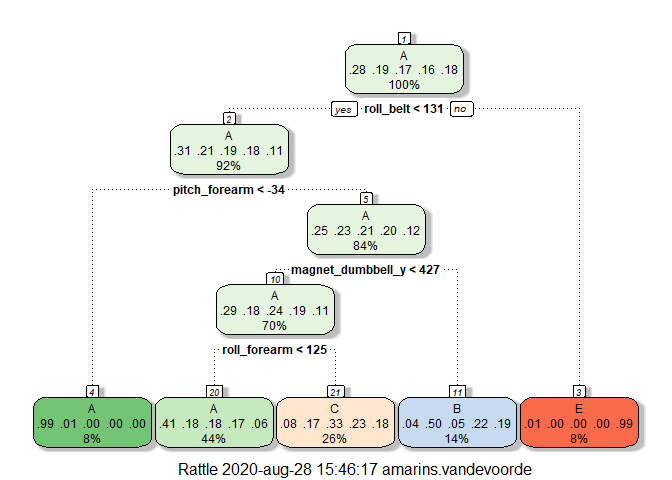 1
A
.28 .19 .17 .16 .18
100%
yes roll_belt < 131 no
2
A
.31 .21 .19 .18 .11
92%
pitch_forearm < -34
5
A
.25 .23 .21 .20 .12
84%
magnet_dumbbell_y < 427
10
A
.29 .18 .24 .19 .11
70%
roll_forearm < 125
4
A
.99 .01 .00 .00 .00
8%
20
A
.41 .18 .18 .17 .06
44%
21
C
.08 .17 .33 .23 .18
26%
11
B
.04 .50 .05 .22 .19
14%
3
E
.01 .00 .00 .00 .99
8%
Rattle 2020-aug-28 15:46:17 amarins.vandevoorde